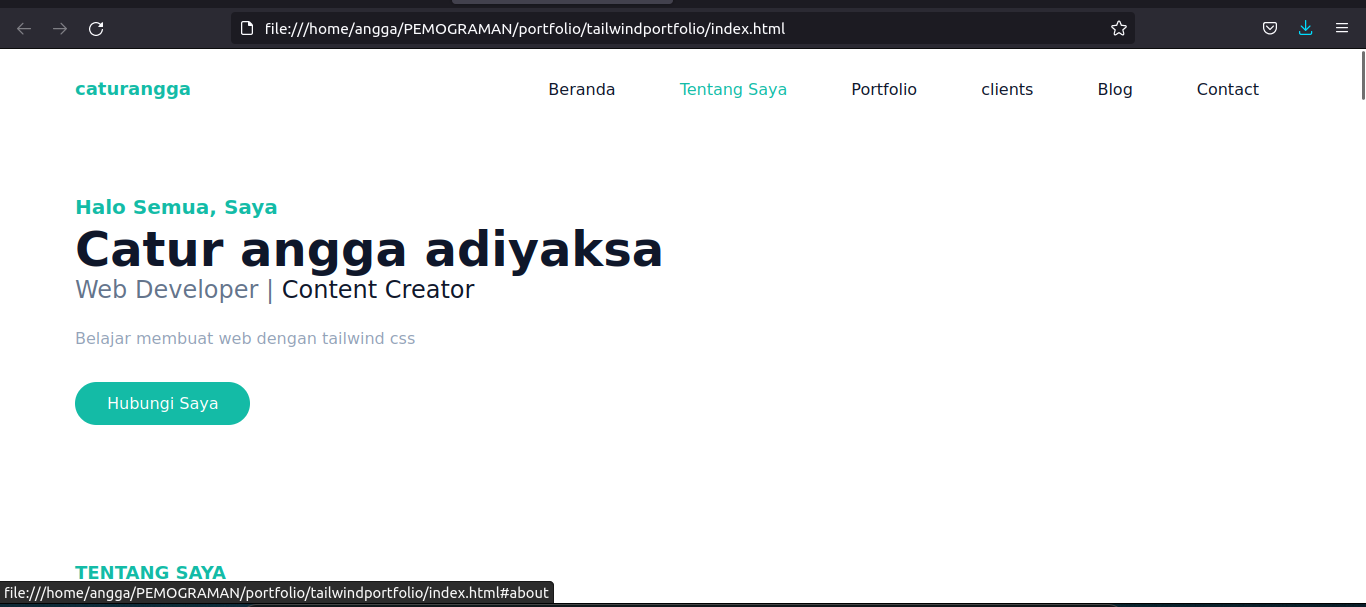 file:///home/angga/PEMOGRAMAN/portfolio/tailwindportfolio/index.html
caturangga Beranda Tentang Saya Portfolio clients Blog Contact
Halo Semua, Saya
Catur angga adiyaksa
Web Developer | Content Creator
Belajar membuat web dengan tailwind css
Hubungi Saya
TENTANG SAYA
file:///home/angga/PEMOGRAMAN/portfolio/tailwindportfolio/index.html#about